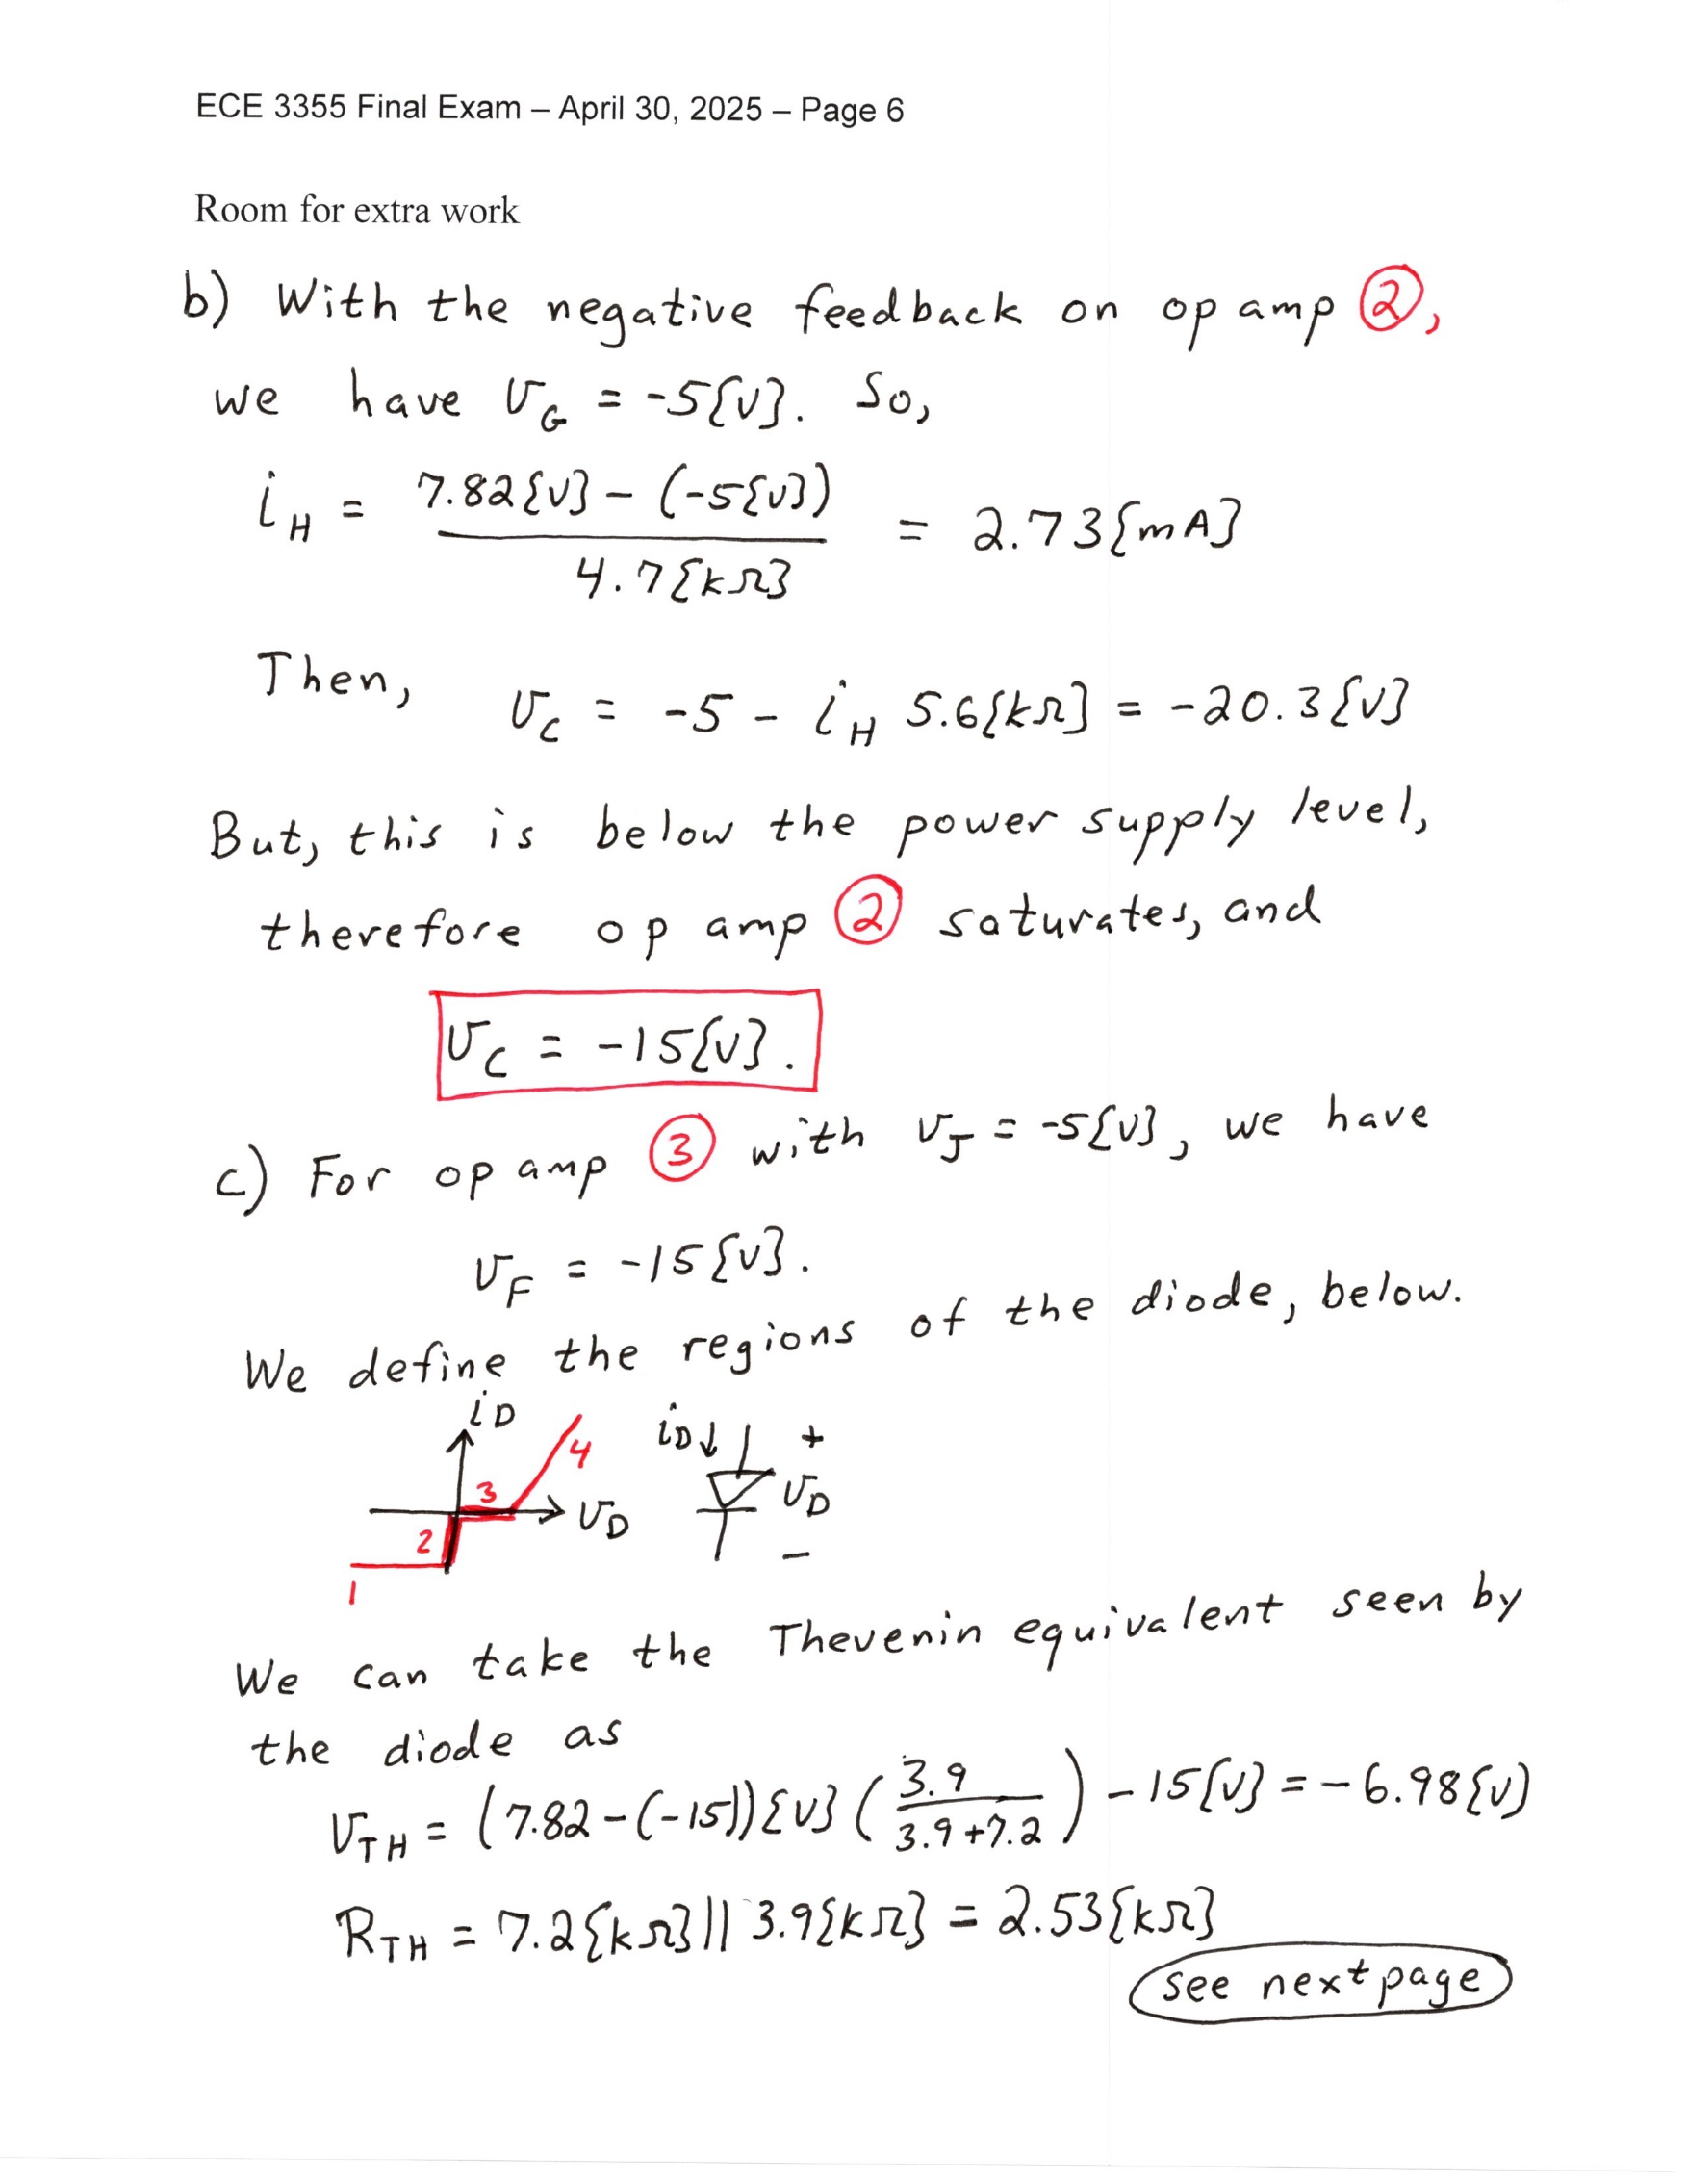 ECE 3355 Final Exam – April 30, 2025 – Page 6
Room for extra work
b) With the negative feedback on op amp ②,
we have v_G = -5{V}. So,
i_H = (7.82{V} - (-5{V})) / 4.7{kΩ} = 2.73{mA}
Then, v_C = -5 - i_H 5.6{kΩ} = -20.3{V}
But, this is below the power supply level,
therefore op amp ② saturates, and
v_C = -15{V}.
c) For op amp ③ with v_J = -5{V}, we have
v_F = -15{V}.
We define the regions of the diode, below.
i_D
4
3
v_D
2
1
i_D↓
+
v_D
-
We can take the Thevenin equivalent seen by
the diode as
v_TH = (7.82 - (-15)){V} (3.9 / (3.9 + 7.2)) - 15{V} = -6.98{V}
R_TH = 7.2{kΩ} || 3.9{kΩ} = 2.53{kΩ}
see next page